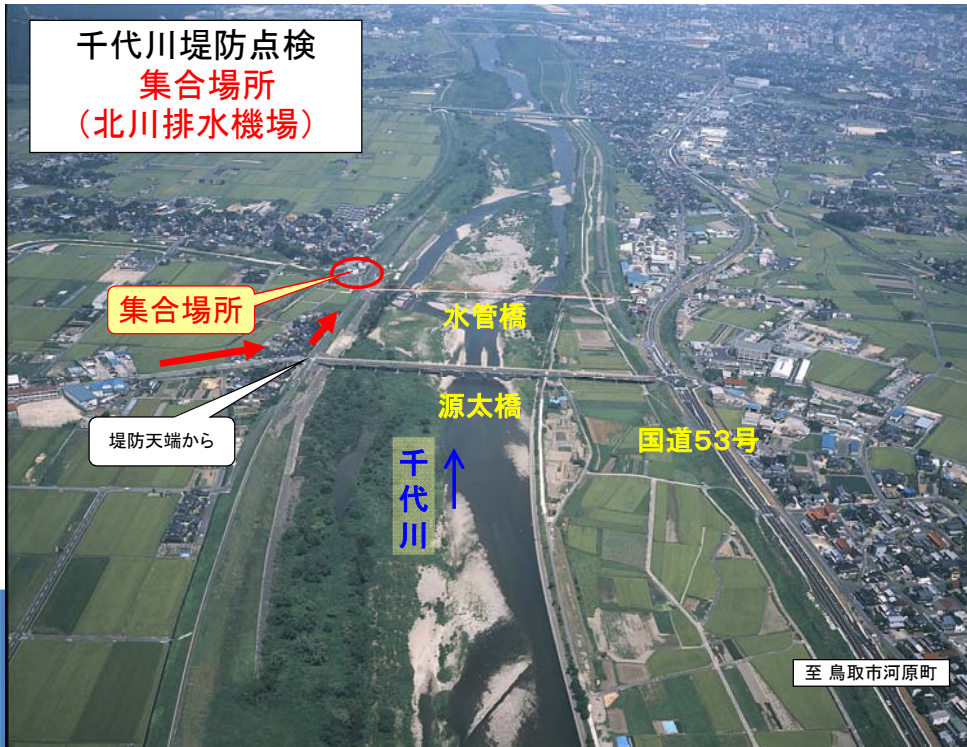 千代川堤防点検
集合場所
（北川排水機場）
集合場所
水管橋
源太橋
堤防天端から
国道53号
千代川
至 鳥取市河原町